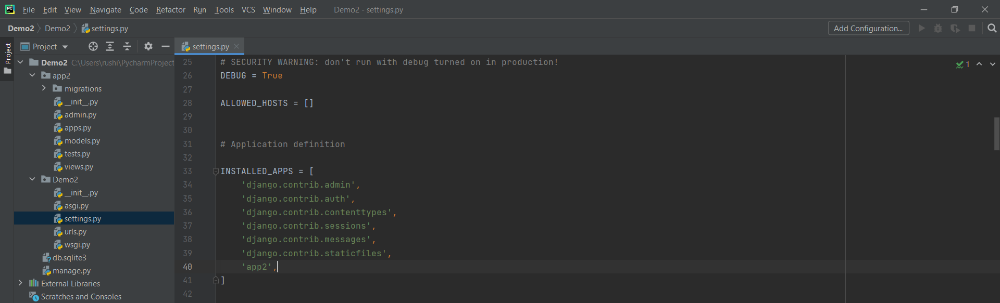 PC File Edit View Navigate Code Refactor Run Tools VCS Window Help Demo2 - settings.py
Demo2 Demo2 settings.py Add Configuration...
Project
Project
settings.py
Demo2 C:\Users\rushi\PycharmProject
app2
migrations
__init__.py
admin.py
apps.py
models.py
tests.py
views.py
Demo2
__init__.py
asgi.py
settings.py
urls.py
wsgi.py
db.sqlite3
manage.py
External Libraries
Scratches and Consoles
25 # SECURITY WARNING: don't run with debug turned on in production!
26 DEBUG = True
27
28 ALLOWED_HOSTS = []
29
30
31 # Application definition
32
33 INSTALLED_APPS = [
34 'django.contrib.admin',
35 'django.contrib.auth',
36 'django.contrib.contenttypes',
37 'django.contrib.sessions',
38 'django.contrib.messages',
39 'django.contrib.staticfiles',
40 'app2',
41 ]
42
1